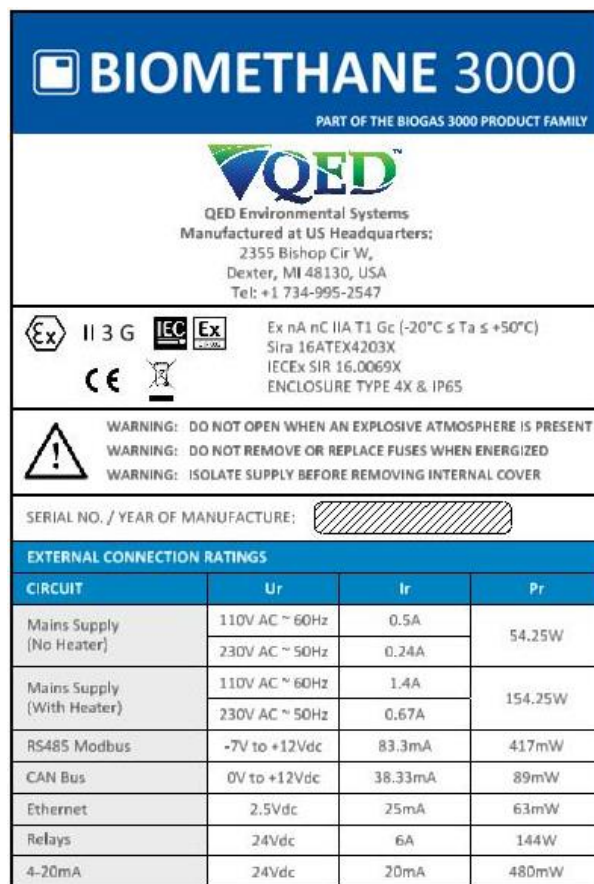 BIOMETHANE 3000
PART OF THE BIOGAS 3000 PRODUCT FAMILY
QED™
QED Environmental Systems
Manufactured at US Headquarters:
2355 Bishop Cir W,
Dexter, MI 48130, USA
Tel: +1 734-995-2547
Ex II 3 G IEC Ex
CE
Ex nA nC IIA T1 Gc (-20°C ≤ Ta ≤ +50°C)
Sira 16ATEX4203X
IECEx SIR 16.0069X
ENCLOSURE TYPE 4X & IP65
WARNING: DO NOT OPEN WHEN AN EXPLOSIVE ATMOSPHERE IS PRESENT
WARNING: DO NOT REMOVE OR REPLACE FUSES WHEN ENERGIZED
WARNING: ISOLATE SUPPLY BEFORE REMOVING INTERNAL COVER
SERIAL NO. / YEAR OF MANUFACTURE:
EXTERNAL CONNECTION RATINGS
CIRCUIT Ur Ir Pr
Mains Supply (No Heater) 110V AC ~ 60Hz 0.5A 54.25W
230V AC ~ 50Hz 0.24A
Mains Supply (With Heater) 110V AC ~ 60Hz 1.4A 154.25W
230V AC ~ 50Hz 0.67A
RS485 Modbus -7V to +12Vdc 83.3mA 417mW
CAN Bus 0V to +12Vdc 38.33mA 89mW
Ethernet 2.5Vdc 25mA 63mW
Relays 24Vdc 6A 144W
4-20mA 24Vdc 20mA 480mW